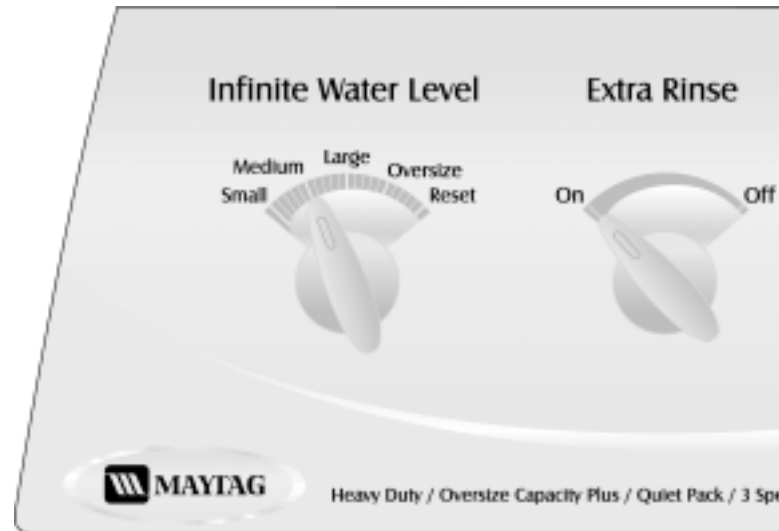 Infinite Water Level
Extra Rinse
Small
Medium
Large
Oversize
Reset
On
Off
MAYTAG
Heavy Duty / Oversize Capacity Plus / Quiet Pack / 3 Spe